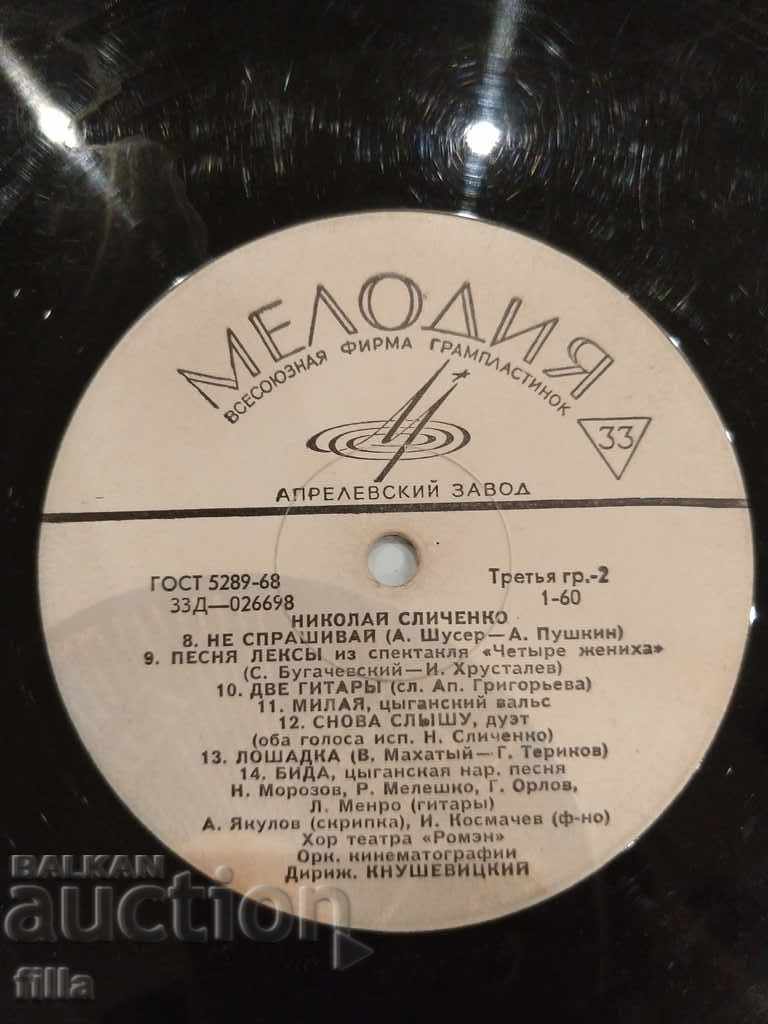 МЕЛОДИЯ
ВСЕСОЮЗНАЯ ФИРМА ГРАМПЛАСТИНОК
33
АПРЕЛЕВСКИЙ ЗАВОД
ГОСТ 5289-68
Третья гр.-2
33Д—026698
1-60
НИКОЛАЙ СЛИЧЕНКО
8. НЕ СПРАШИВАЙ (А. Шусер—А. Пушкин)
9. ПЕСНЯ ЛЕКСЫ из спектакля «Четыре жениха»
(С. Бугачевский—И. Хрусталев)
10. ДВЕ ГИТАРЫ (сл. Ап. Григорьева)
11. МИЛАЯ, цыганский вальс
12. СНОВА СЛЫШУ, дуэт
(оба голоса исп. Н. Сличенко)
13. ЛОШАДКА (В. Махатый—Г. Териков)
14. БИДА, цыганская нар. песня
Н. Морозов, Р. Мелешко, Г. Орлов,
Л. Менро (гитары)
А. Якулов (скрипка), И. Космачев (ф-но)
Хор театра «Ромэн»
Орк. кинематографии
Дириж. КНУШЕВИЦКИЙ
BALKAN
auction
filla